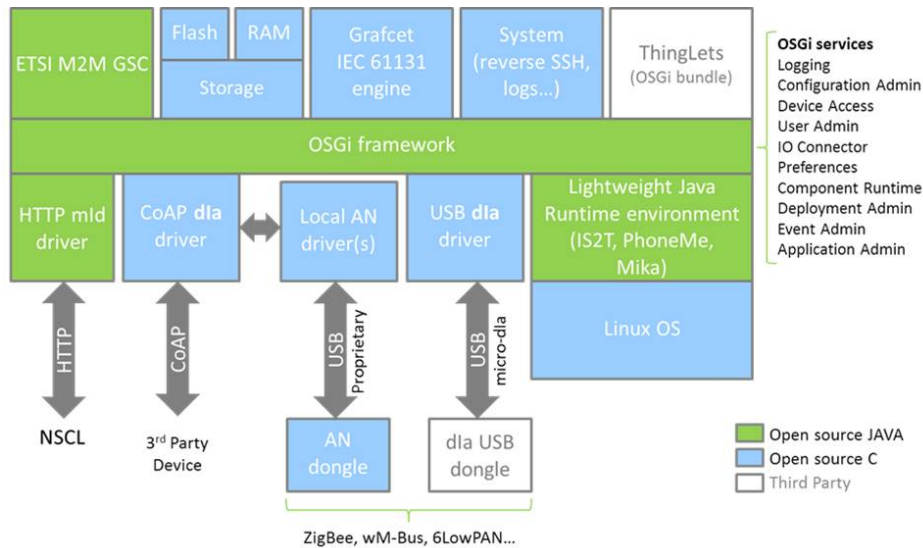 ETSI M2M GSC
Flash
RAM
Storage
Grafcet
IEC 61131
engine
System
(reverse SSH,
logs...)
ThingLets
(OSGi bundle)
OSGi services
Logging
Configuration Admin
Device Access
User Admin
IO Connector
Preferences
Component Runtime
Deployment Admin
Event Admin
Application Admin
OSGi framework
HTTP mId
driver
CoAP dIa
driver
Local AN
driver(s)
USB dIa
driver
Lightweight Java
Runtime environment
(IS2T, PhoneMe,
Mika)
Linux OS
HTTP
CoAP
USB
Proprietary
USB
micro-dIa
NSCL
3rd Party
Device
AN
dongle
dIa USB
dongle
Open source JAVA
Open source C
Third Party
ZigBee, wM-Bus, 6LowPAN...